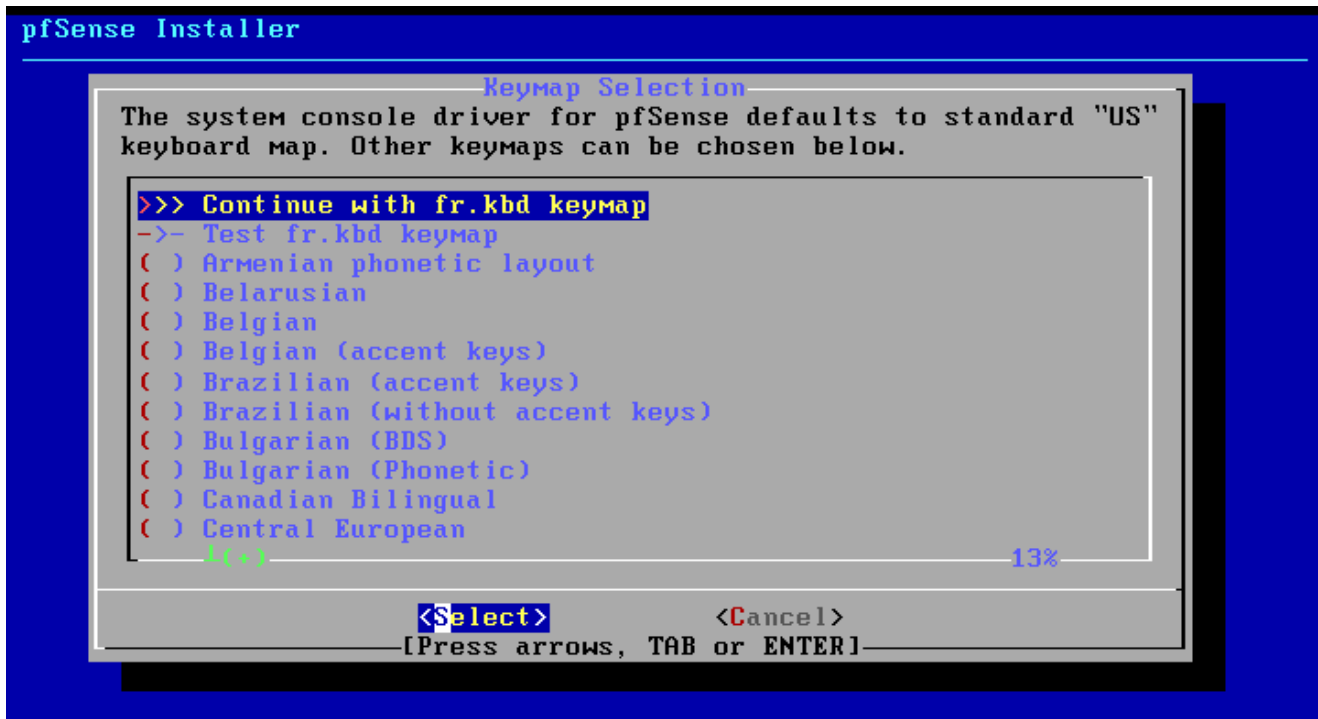 pfSense Installer
Keymap Selection
The system console driver for pfSense defaults to standard "US"
keyboard map. Other keymaps can be chosen below.
>>> Continue with fr.kbd keymap
->- Test fr.kbd keymap
( ) Armenian phonetic layout
( ) Belarusian
( ) Belgian
( ) Belgian (accent keys)
( ) Brazilian (accent keys)
( ) Brazilian (without accent keys)
( ) Bulgarian (BDS)
( ) Bulgarian (Phonetic)
( ) Canadian Bilingual
( ) Central European
┴(+) 13%
<Select> <Cancel>
[Press arrows, TAB or ENTER]